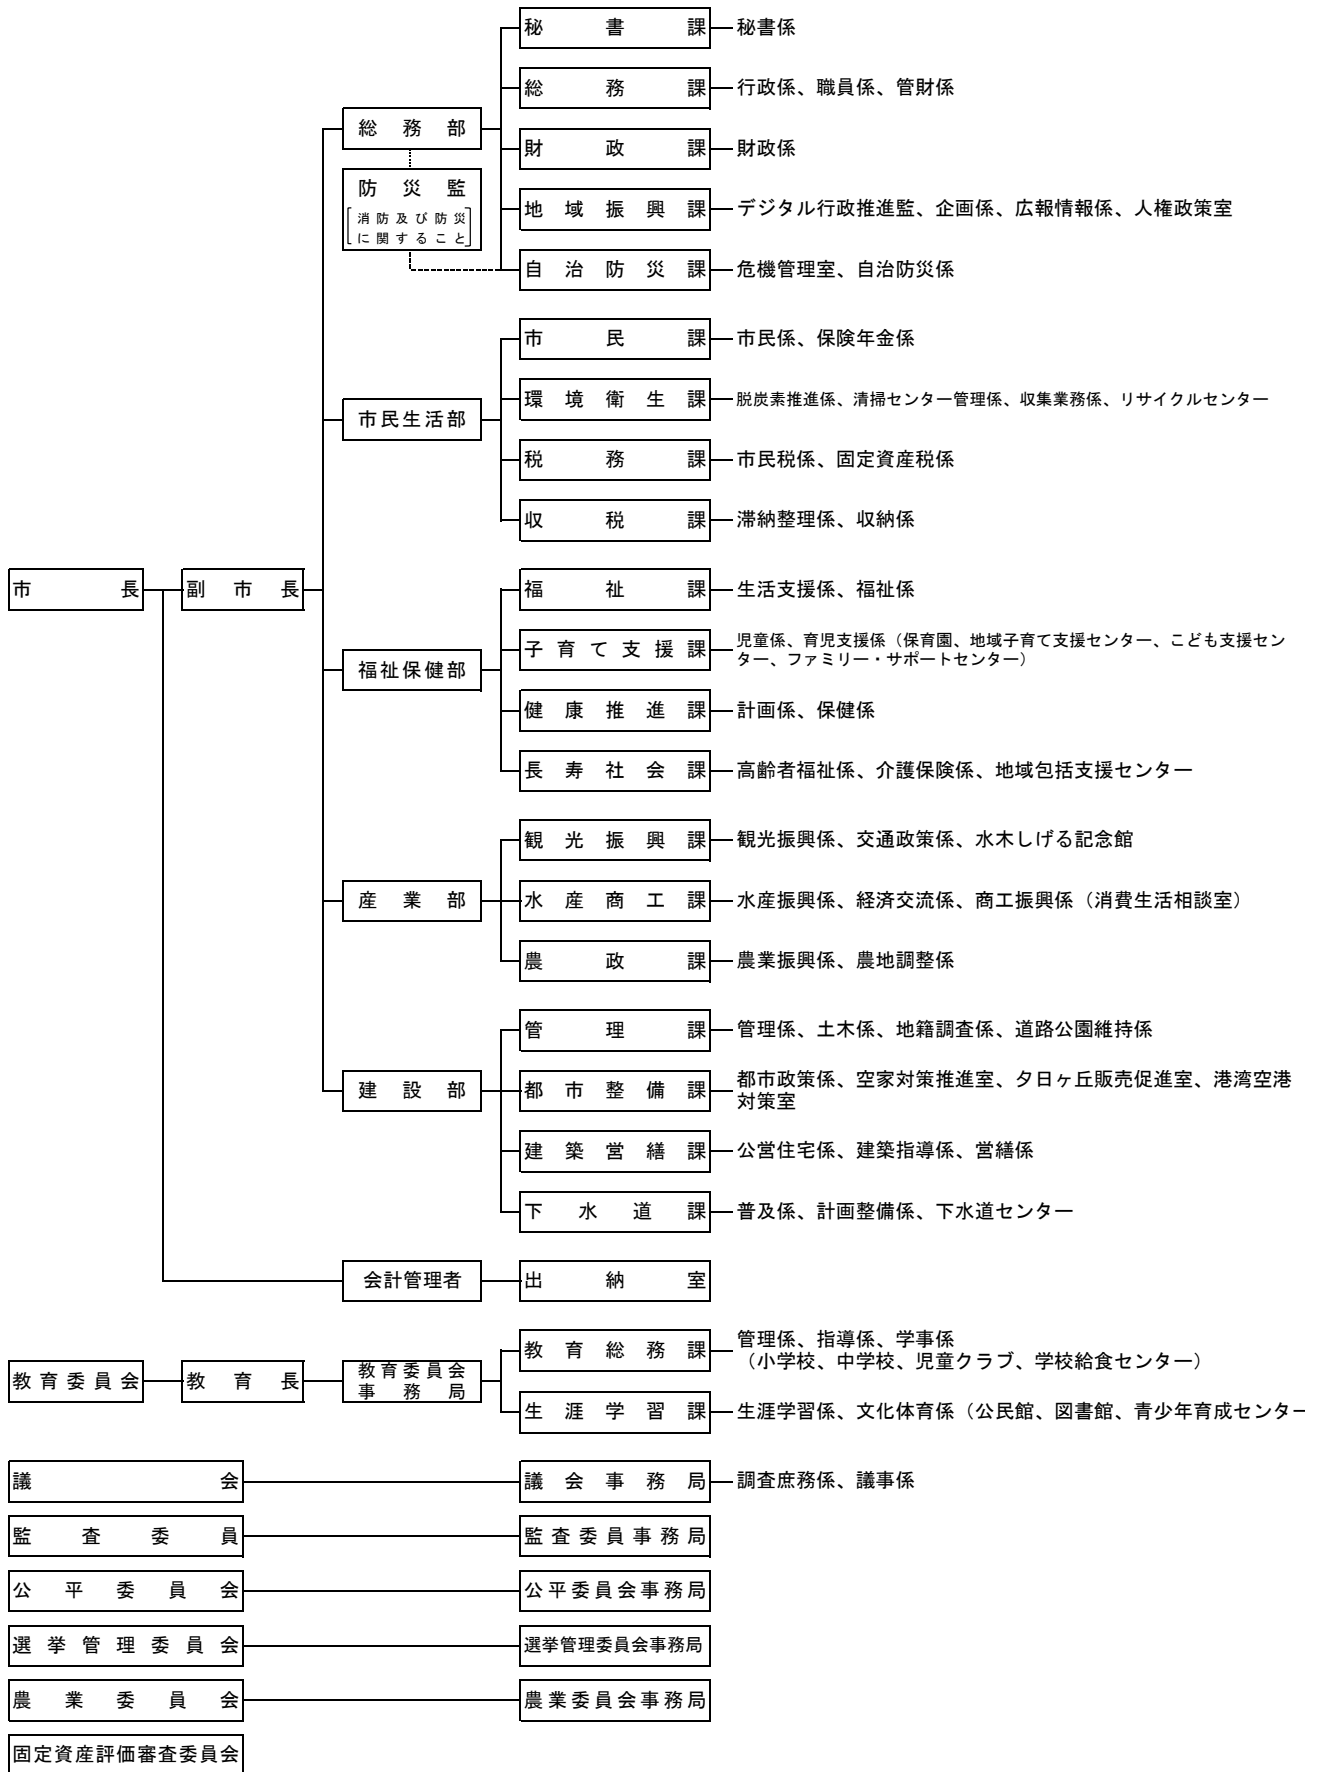 秘書課 秘書係
総務課 行政係、職員係、管財係
総務部
財政課 財政係
防災監
消防及び防災
に関すること
地域振興課 デジタル行政推進監、企画係、広報情報係、人権政策室
自治防災課 危機管理室、自治防災係
市民課 市民係、保険年金係
環境衛生課 脱炭素推進係、清掃センター管理係、収集業務係、リサイクルセンター
市民生活部
税務課 市民税係、固定資産税係
収税課 滞納整理係、収納係
市長 副市長
福祉課 生活支援係、福祉係
子育て支援課 児童係、育児支援係（保育園、地域子育て支援センター、こども支援セン
ター、ファミリー・サポートセンター）
福祉保健部
健康推進課 計画係、保健係
長寿社会課 高齢者福祉係、介護保険係、地域包括支援センター
観光振興課 観光振興係、交通政策係、水木しげる記念館
産業部 水産商工課 水産振興係、経済交流係、商工振興係（消費生活相談室）
農政課 農業振興係、農地調整係
管理課 管理係、土木係、地籍調査係、道路公園維持係
建設部 都市整備課 都市政策係、空家対策推進室、夕日ヶ丘販売促進室、港湾空港
対策室
建築営繕課 公営住宅係、建築指導係、営繕係
下水道課 普及係、計画整備係、下水道センター
会計管理者 出納室
教育総務課 管理係、指導係、学事係
（小学校、中学校、児童クラブ、学校給食センター）
教育委員会 教育長 教育委員会
事務局
生涯学習課 生涯学習係、文化体育係（公民館、図書館、青少年育成センター
議会 議会事務局 調査庶務係、議事係
監査委員 監査委員事務局
公平委員会 公平委員会事務局
選挙管理委員会 選挙管理委員会事務局
農業委員会 農業委員会事務局
固定資産評価審査委員会